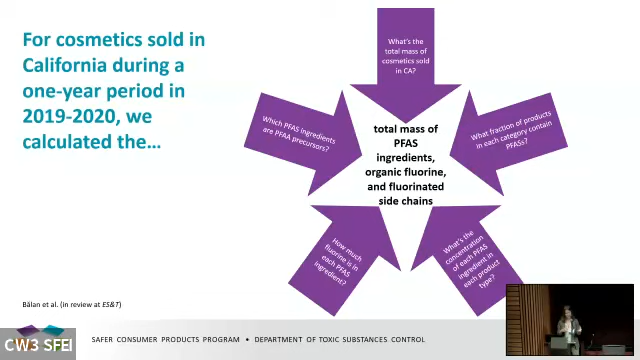 For cosmetics sold in
California during a
one-year period in
2019-2020, we
calculated the…
What's the
total mass of
cosmetics sold
in CA?
Which PFAS ingredients
are PFAA precursors?
What fraction of products
in each category contain
PFASs?
total mass of
PFAS
ingredients,
organic fluorine,
and fluorinated
side chains
How much
fluorine is in
each PFAS
ingredient?
What's the
concentration
of each PFAS
ingredient in
each product
type?
Bălan et al. (in review at ES&T)
CW3 SFEI
SAFER CONSUMER PRODUCTS PROGRAM • DEPARTMENT OF TOXIC SUBSTANCES CONTROL